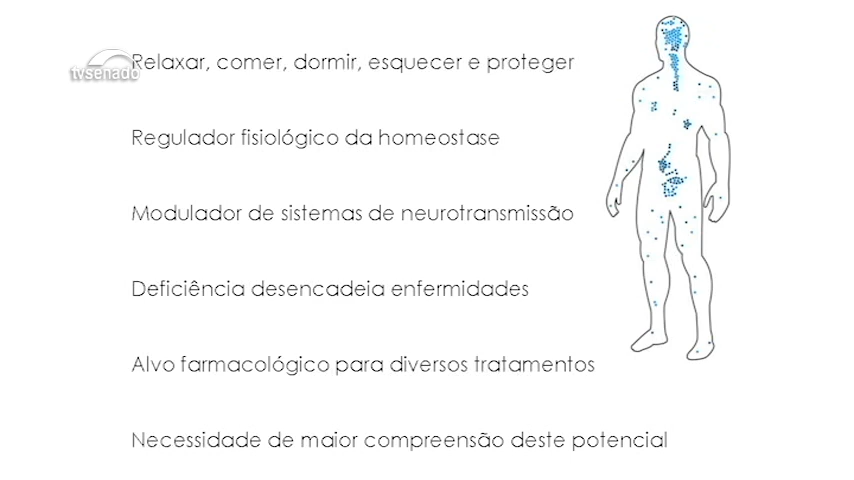 Relaxar, comer, dormir, esquecer e proteger
tvsenado
Regulador fisiológico da homeostase
Modulador de sistemas de neurotransmissão
Deficiência desencadeia enfermidades
Alvo farmacológico para diversos tratamentos
Necessidade de maior compreensão deste potencial